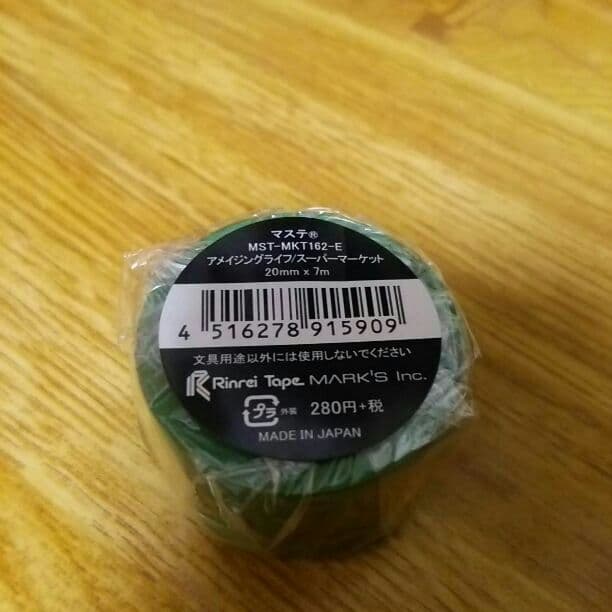 マステ®
MST-MKT162-E
アメイジングライフ/スーパーマーケット
20mm x 7m
4 516278 915909
文具用途以外には使用しないでください
Rinrei Tape MARK'S Inc.
プラ 外装 280円+税
MADE IN JAPAN